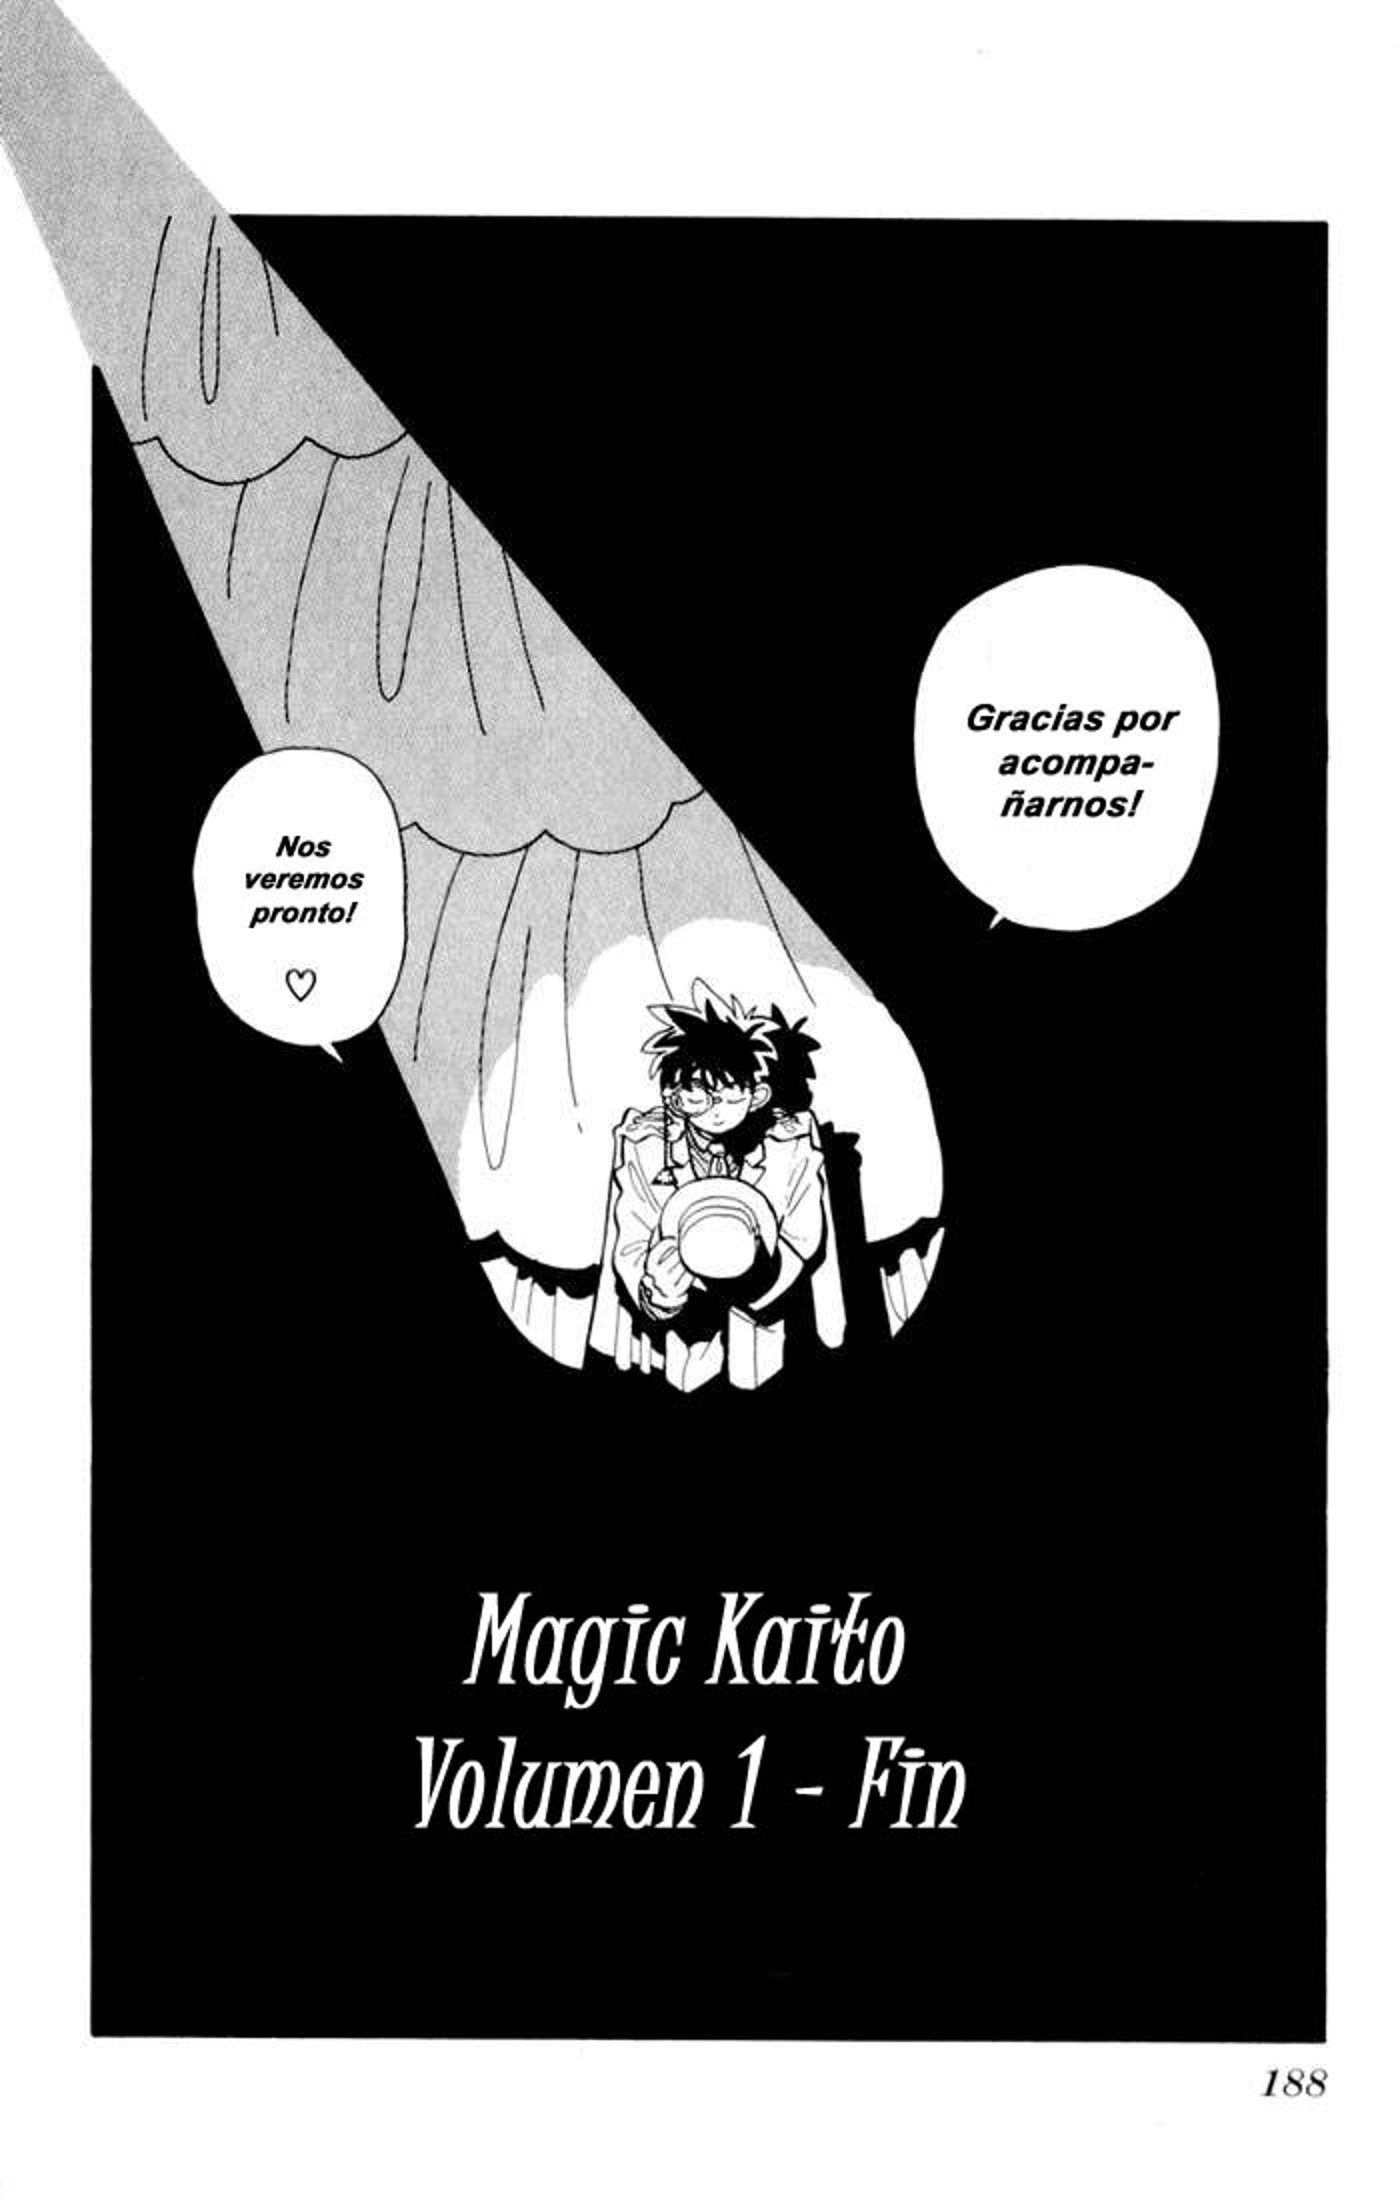 Gracias por
acompa-
ñarnos!
Nos
veremos
pronto!
♡
Magic Kaito
Volumen 1 - Fin
188